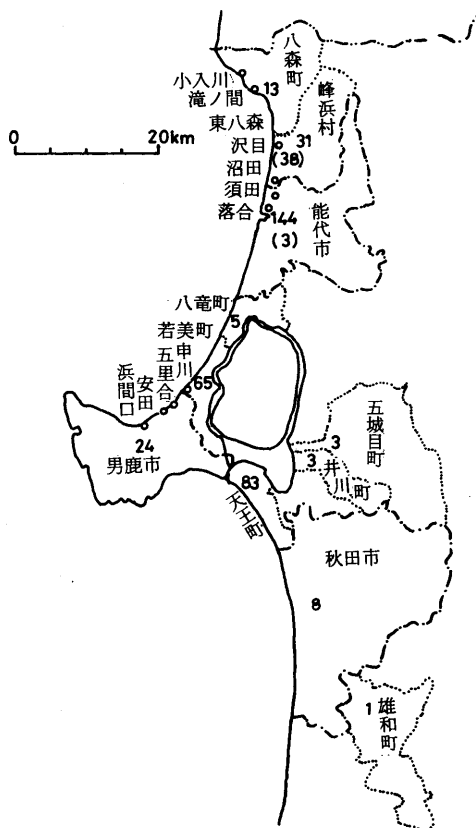 八森町
小入川
滝ノ間
13
峰浜村
東八森
0 20km
沢目
31
(38)
沼田
須田
落合
144
(3)
能代市
八竜町
5
若美町
申川
五里合
安田
浜間口
65
24
男鹿市
五城目町
3
3
井川町
83
天王町
秋田市
8
1
雄和町